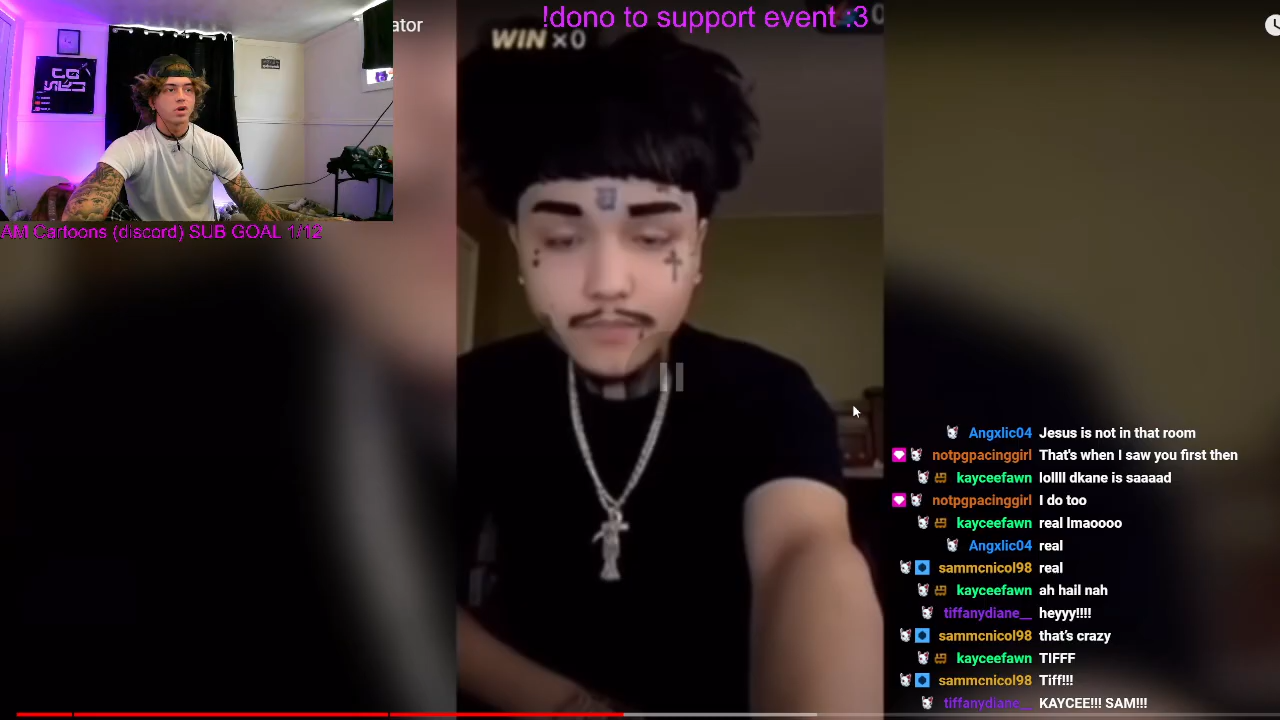 !dono to support event :3
ator
WIN ×0
AM Cartoons (discord) SUB GOAL 1/12
Angxlic04 Jesus is not in that room
notpgpacinggirl That's when I saw you first then
kayceefawn lollll dkane is saaaad
notpgpacinggirl I do too
kayceefawn real lmaoooo
Angxlic04 real
sammcnicol98 real
kayceefawn ah hail nah
tiffanydiane__ heyyy!!!!
sammcnicol98 that's crazy
kayceefawn TIFFF
sammcnicol98 Tiff!!!
tiffanydiane__ KAYCEE!!! SAM!!!